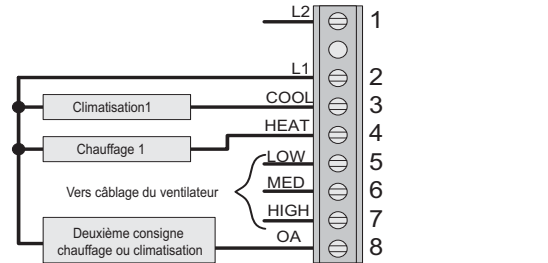 L2 1
L1 2
Climatisation1 COOL 3
Chauffage 1 HEAT 4
LOW 5
Vers câblage du ventilateur MED 6
HIGH 7
Deuxième consigne
chauffage ou climatisation OA 8